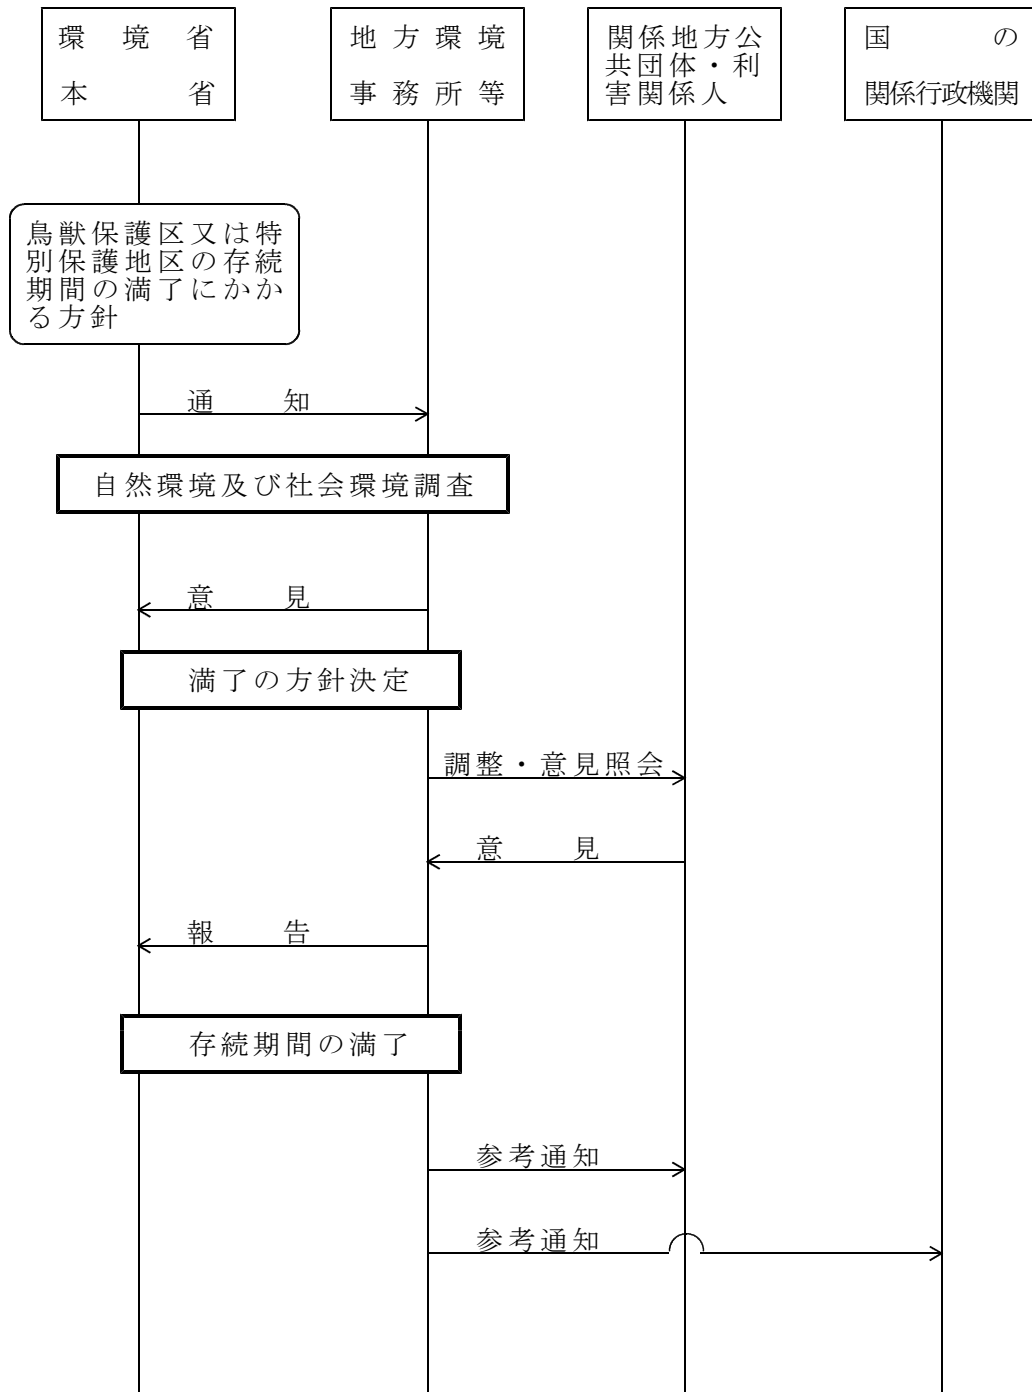 環境省
本省
地方環境
事務所等
関係地方公
共団体・利
害関係人
国の
関係行政機関
鳥獣保護区又は特
別保護地区の存続
期間の満了にかか
る方針
通知
自然環境及び社会環境調査
意見
満了の方針決定
調整・意見照会
意見
報告
存続期間の満了
参考通知
参考通知